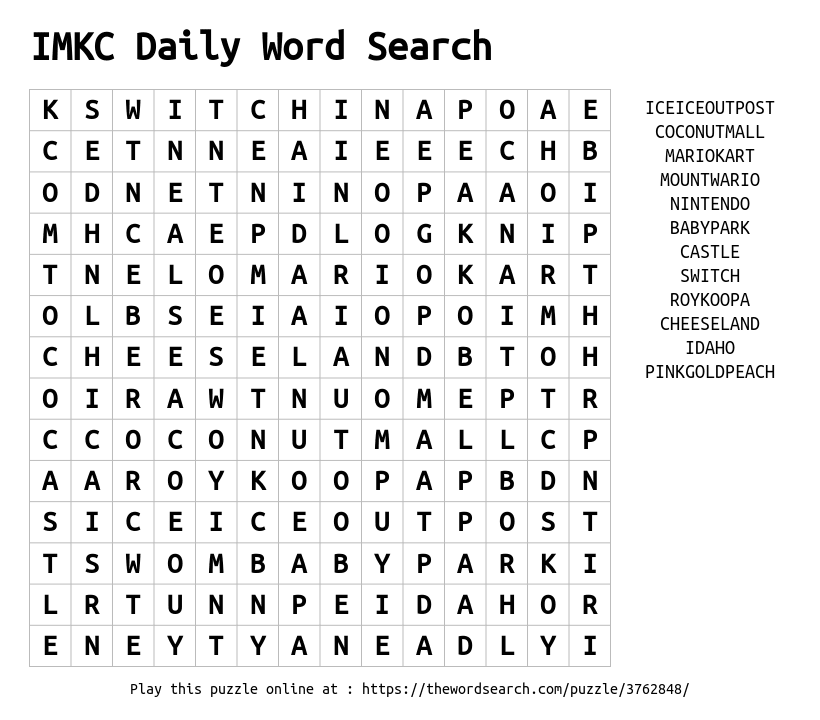 IMKC Daily Word Search
K S W I T C H I N A P O A E
C E T N N E A I E E E C H B
O D N E T N I N O P A A O I
M H C A E P D L O G K N I P
T N E L O M A R I O K A R T
O L B S E I A I O P O I M H
C H E E S E L A N D B T O H
O I R A W T N U O M E P T R
C C O C O N U T M A L L C P
A A R O Y K O O P A P B D N
S I C E I C E O U T P O S T
T S W O M B A B Y P A R K I
L R T U N N P E I D A H O R
E N E Y T Y A N E A D L Y I
ICEICEOUTPOST
COCONUTMALL
MARIOKART
MOUNTWARIO
NINTENDO
BABYPARK
CASTLE
SWITCH
ROYKOOPA
CHEESELAND
IDAHO
PINKGOLDPEACH
Play this puzzle online at : https://thewordsearch.com/puzzle/3762848/